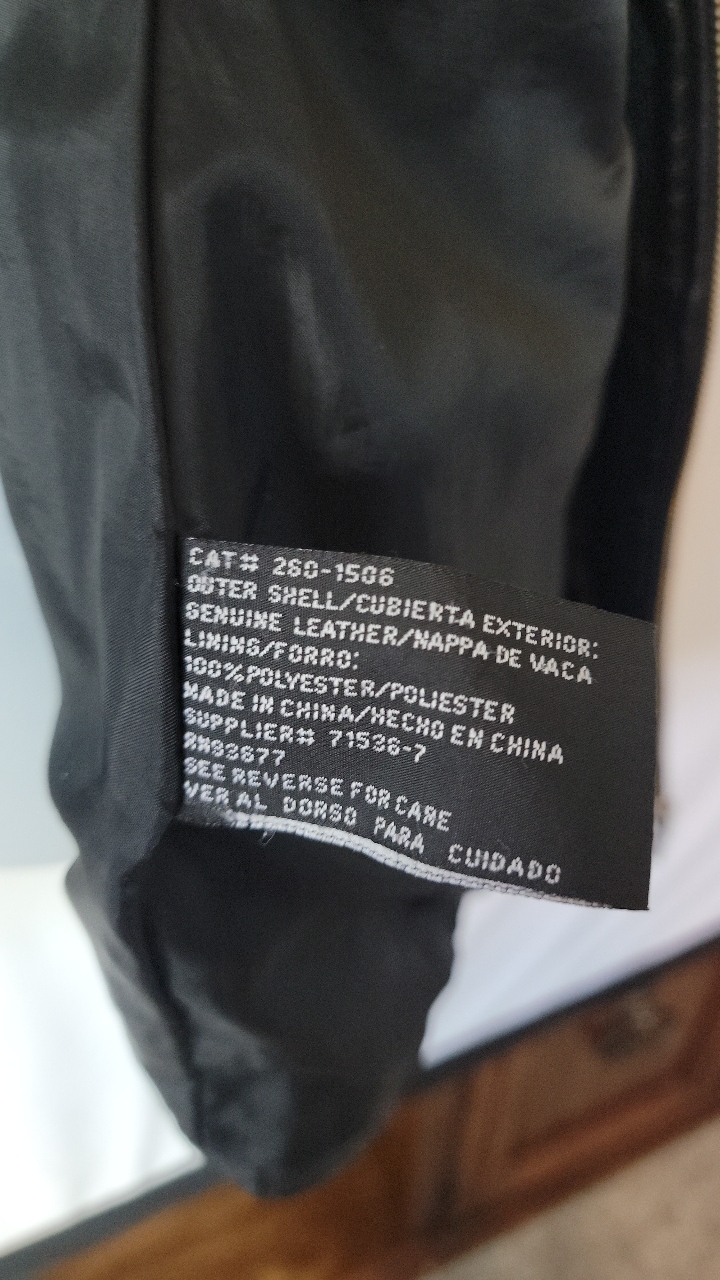 CAT# 260-1506
OUTER SHELL/CUBIERTA EXTERIOR:
GENUINE LEATHER/NAPPA DE VACA
LINING/FORRO:
100%POLYESTER/POLIESTER
MADE IN CHINA/HECHO EN CHINA
SUPPLIER# 71536-7
RN93677
SEE REVERSE FOR CARE
VER AL DORSO PARA CUIDADO